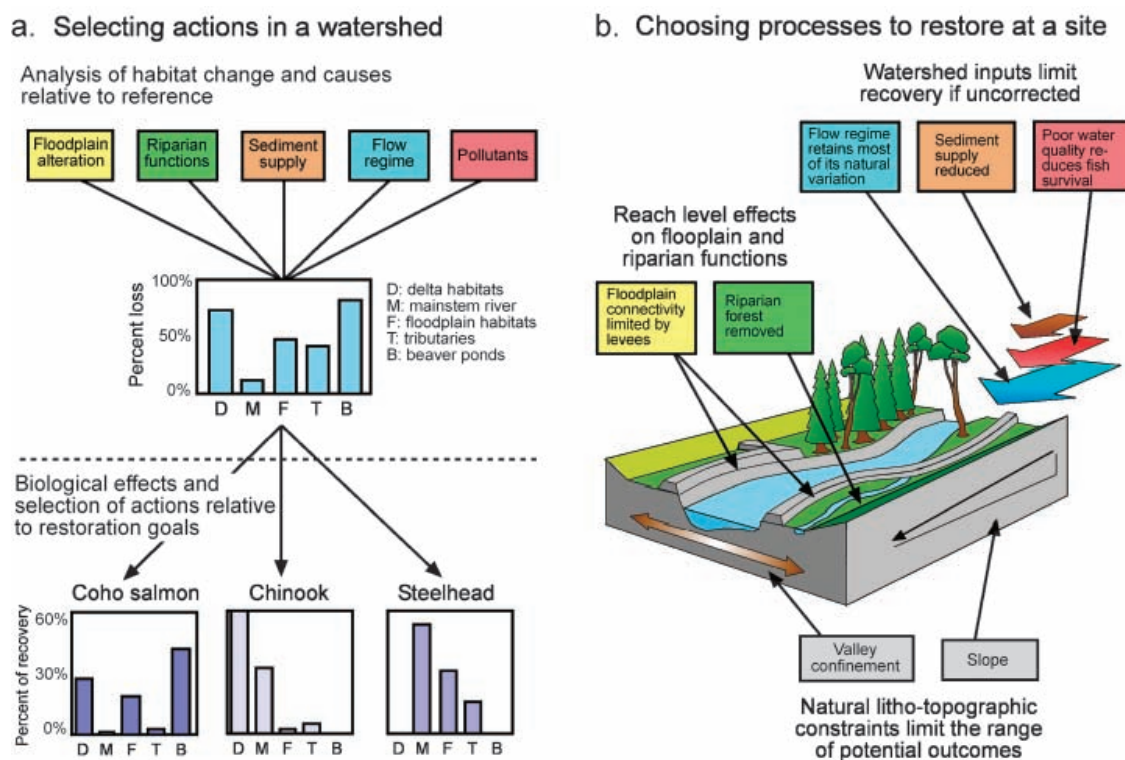 a. Selecting actions in a watershed
Analysis of habitat change and causes
relative to reference
Floodplain
alteration
Riparian
functions
Sediment
supply
Flow
regime
Pollutants
Percent loss
100%
50%
0%
D M F T B
D: delta habitats
M: mainstem river
F: floodplain habitats
T: tributaries
B: beaver ponds
Biological effects and
selection of actions relative
to restoration goals
Coho salmon
Chinook
Steelhead
Percent of recovery
60%
30%
0%
D M F T B
D M F T B
D M F T B
b. Choosing processes to restore at a site
Watershed inputs limit
recovery if uncorrected
Flow regime
retains most
of its natural
variation
Sediment
supply
reduced
Poor water
quality re-
duces fish
survival
Reach level effects
on flooplain and
riparian functions
Floodplain
connectivity
limited by
levees
Riparian
forest
removed
Valley
confinement
Slope
Natural litho-topographic
constraints limit the range
of potential outcomes